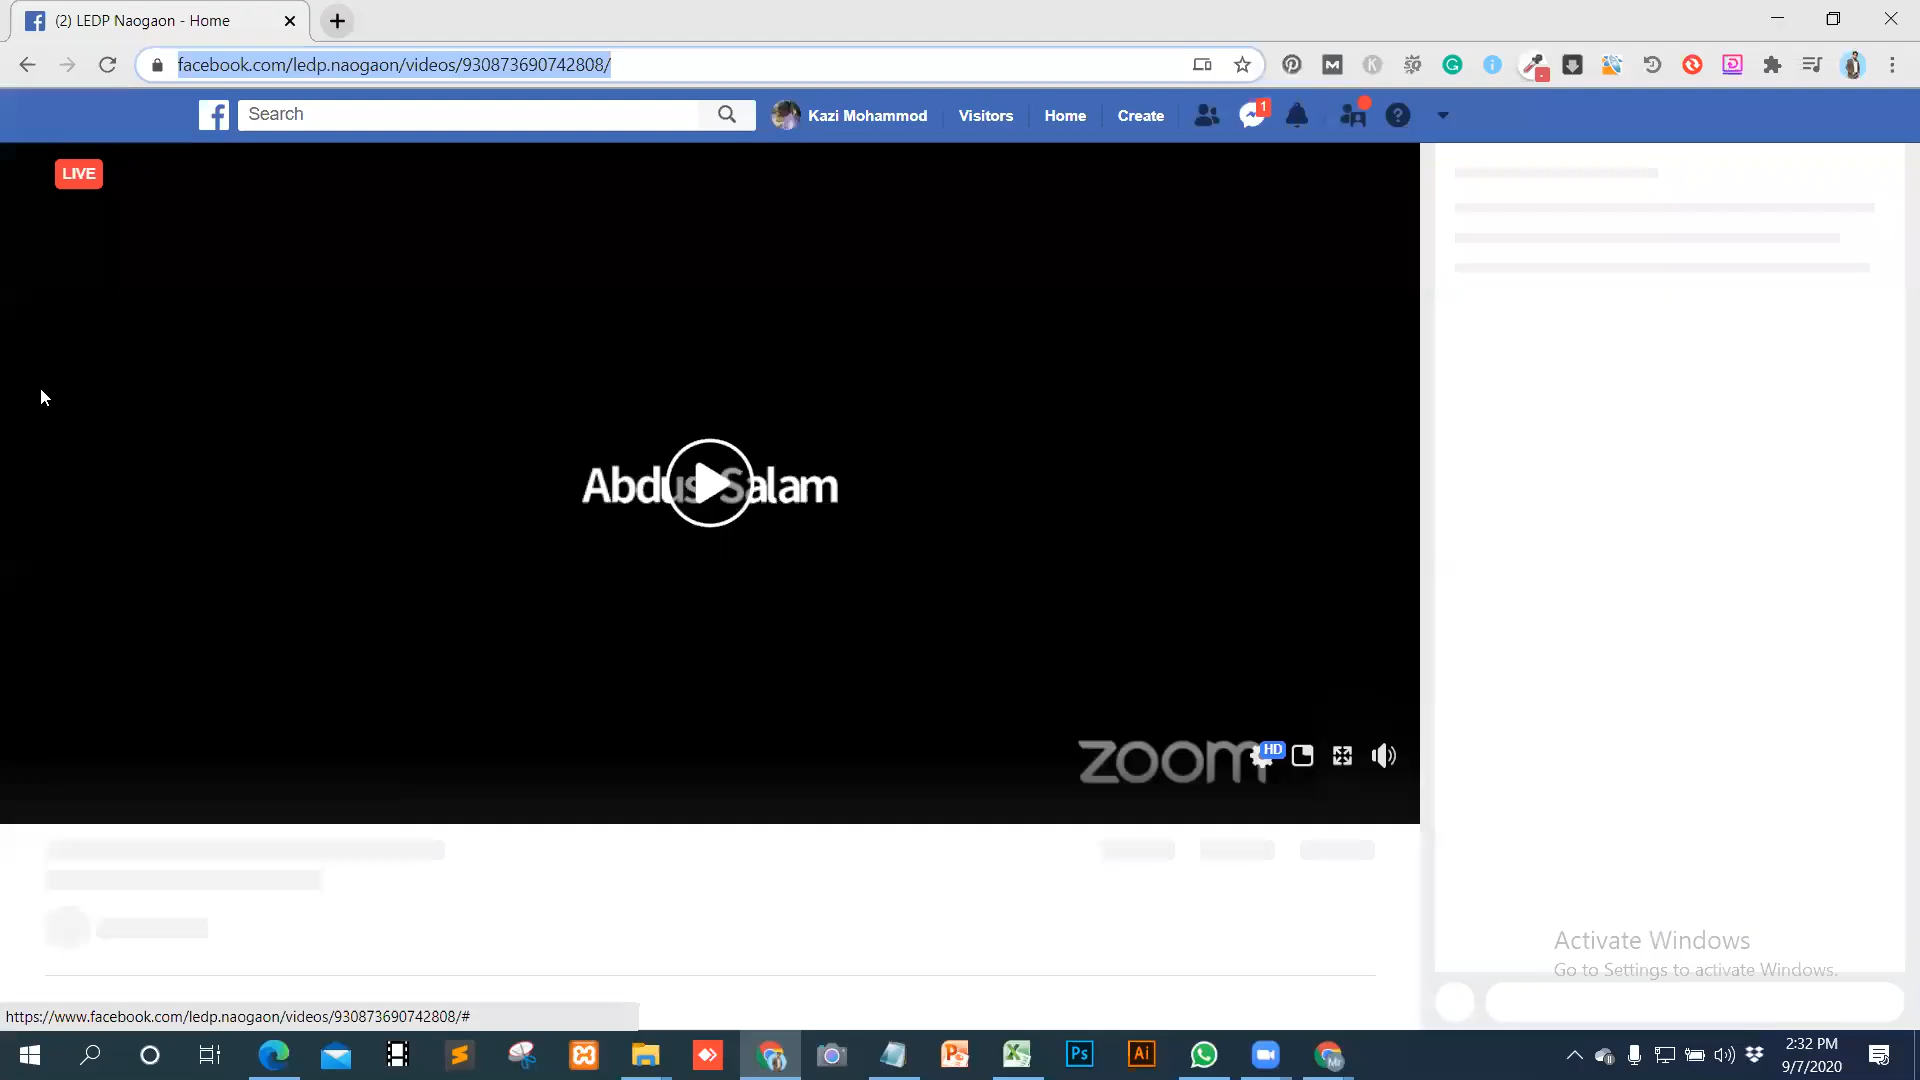 (2) LEDP Naogaon - Home
facebook.com/ledp.naogaon/videos/930873690742808/
Search
Kazi Mohammod
Visitors
Home
Create
1
LIVE
Abdus Salam
zoom
HD
Activate Windows
Go to Settings to activate Windows.
https://www.facebook.com/ledp.naogaon/videos/930873690742808/#
2:32 PM
9/7/2020